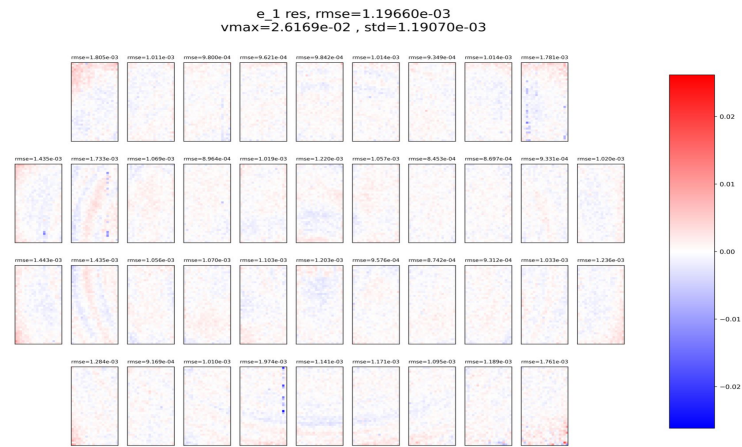 e_1 res, rmse=1.19660e-03
vmax=2.6169e-02 , std=1.19070e-03
rmse=1.805e-03 rmse=1.011e-03 rmse=9.800e-04 rmse=9.621e-04 rmse=9.842e-04 rmse=1.014e-03 rmse=9.349e-04 rmse=1.014e-03 rmse=1.781e-03
rmse=1.435e-03 rmse=1.733e-03 rmse=1.069e-03 rmse=8.964e-04 rmse=1.019e-03 rmse=1.220e-03 rmse=1.057e-03 rmse=8.453e-04 rmse=8.697e-04 rmse=9.331e-04 rmse=1.020e-03
rmse=1.443e-03 rmse=1.435e-03 rmse=1.056e-03 rmse=1.070e-03 rmse=1.103e-03 rmse=1.203e-03 rmse=9.576e-04 rmse=8.742e-04 rmse=9.312e-04 rmse=1.033e-03 rmse=1.236e-03
rmse=1.284e-03 rmse=9.169e-04 rmse=1.010e-03 rmse=1.974e-03 rmse=1.141e-03 rmse=1.171e-03 rmse=1.095e-03 rmse=1.189e-03 rmse=1.761e-03
0.02
0.01
0.00
−0.01
−0.02